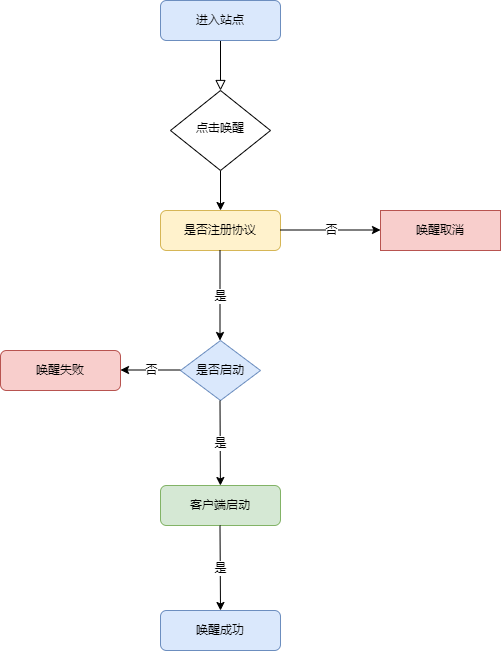 进入站点
点击唤醒
是否注册协议
否
唤醒取消
是
唤醒失败
否
是否启动
是
客户端启动
是
唤醒成功